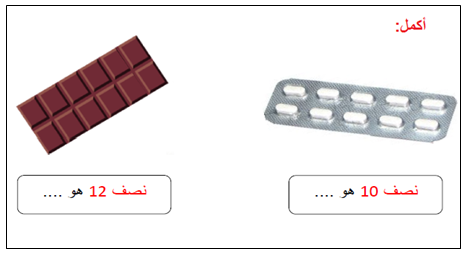 أكمل:
نصف 10 هو ....
نصف 12 هو ....